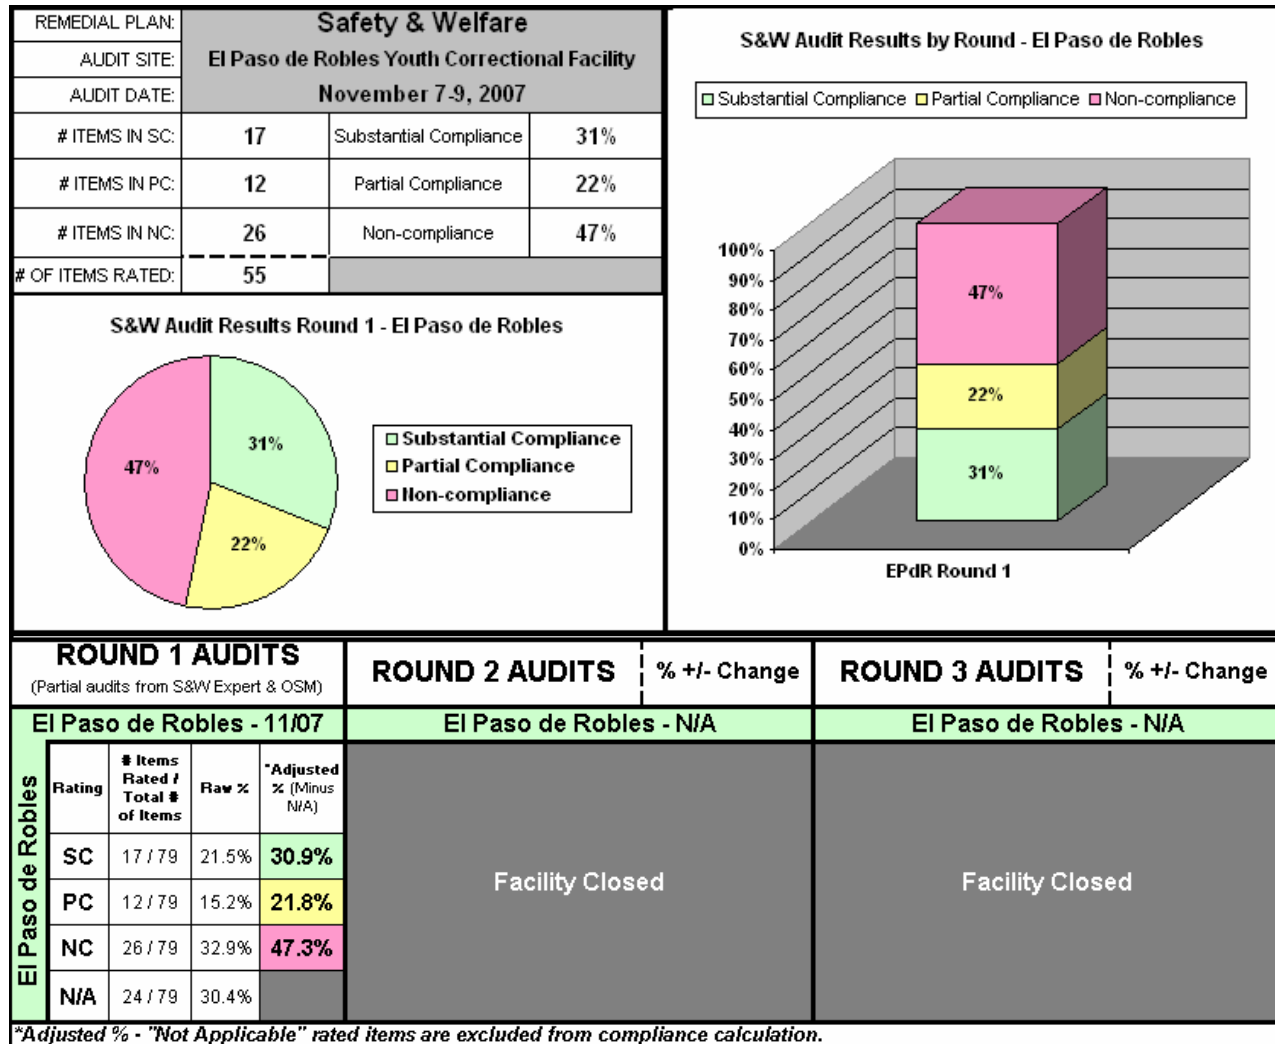 REMEDIAL PLAN: Safety & Welfare
AUDIT SITE: El Paso de Robles Youth Correctional Facility
AUDIT DATE: November 7-9, 2007
# ITEMS IN SC: 17 Substantial Compliance 31%
# ITEMS IN PC: 12 Partial Compliance 22%
# ITEMS IN NC: 26 Non-compliance 47%
# OF ITEMS RATED: 55
S&W Audit Results Round 1 - El Paso de Robles
31%
47%
22%
Substantial Compliance
Partial Compliance
Non-compliance
S&W Audit Results by Round - El Paso de Robles
Substantial Compliance Partial Compliance Non-compliance
100%
90%
80%
70%
60%
50%
40%
30%
20%
10%
0%
47%
22%
31%
EPdR Round 1
ROUND 1 AUDITS
(Partial audits from S&W Expert & OSM)
ROUND 2 AUDITS % +/- Change
ROUND 3 AUDITS % +/- Change
El Paso de Robles - 11/07
El Paso de Robles - N/A
El Paso de Robles - N/A
El Paso de Robles
Rating
# Items
Rated /
Total #
of Items
Raw %
*Adjusted
% (Minus
N/A)
SC 17 / 79 21.5% 30.9%
PC 12 / 79 15.2% 21.8%
NC 26 / 79 32.9% 47.3%
N/A 24 / 79 30.4%
Facility Closed
Facility Closed
*Adjusted % - "Not Applicable" rated items are excluded from compliance calculation.